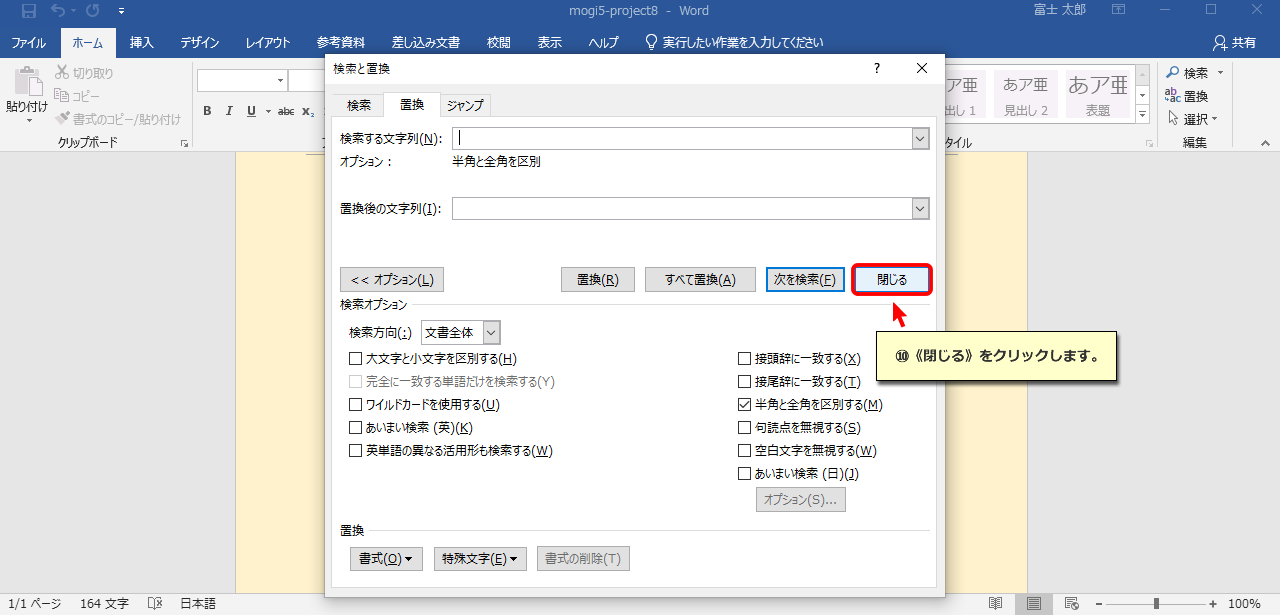 mogi5-project8 - Word
富士 太郎
ファイル ホーム 挿入 デザイン レイアウト 参考資料 差し込み文書 校閲 表示 ヘルプ 実行したい作業を入力してください 共有
貼り付け
切り取り
コピー
書式のコピー/貼り付け
クリップボード
B I U abc x₂
検索と置換
? ×
検索 置換 ジャンプ
検索する文字列(N):
オプション: 半角と全角を区別
置換後の文字列(I):
<< オプション(L) 置換(R) すべて置換(A) 次を検索(F) 閉じる
検索オプション
検索方向(:) 文書全体
大文字と小文字を区別する(H)
完全に一致する単語だけを検索する(Y)
ワイルドカードを使用する(U)
あいまい検索 (英)(K)
英単語の異なる活用形も検索する(W)
接頭辞に一致する(X)
接尾辞に一致する(T)
半角と全角を区別する(M)
句読点を無視する(S)
空白文字を無視する(W)
あいまい検索 (日)(J)
オプション(S)...
置換
書式(O) 特殊文字(E) 書式の削除(T)
⑩《閉じる》をクリックします。
ア亜 あア亜 あア亜
出し 1 見出し 2 表題
タイル
検索
置換
選択
編集
1/1 ページ 164 文字 日本語 100%